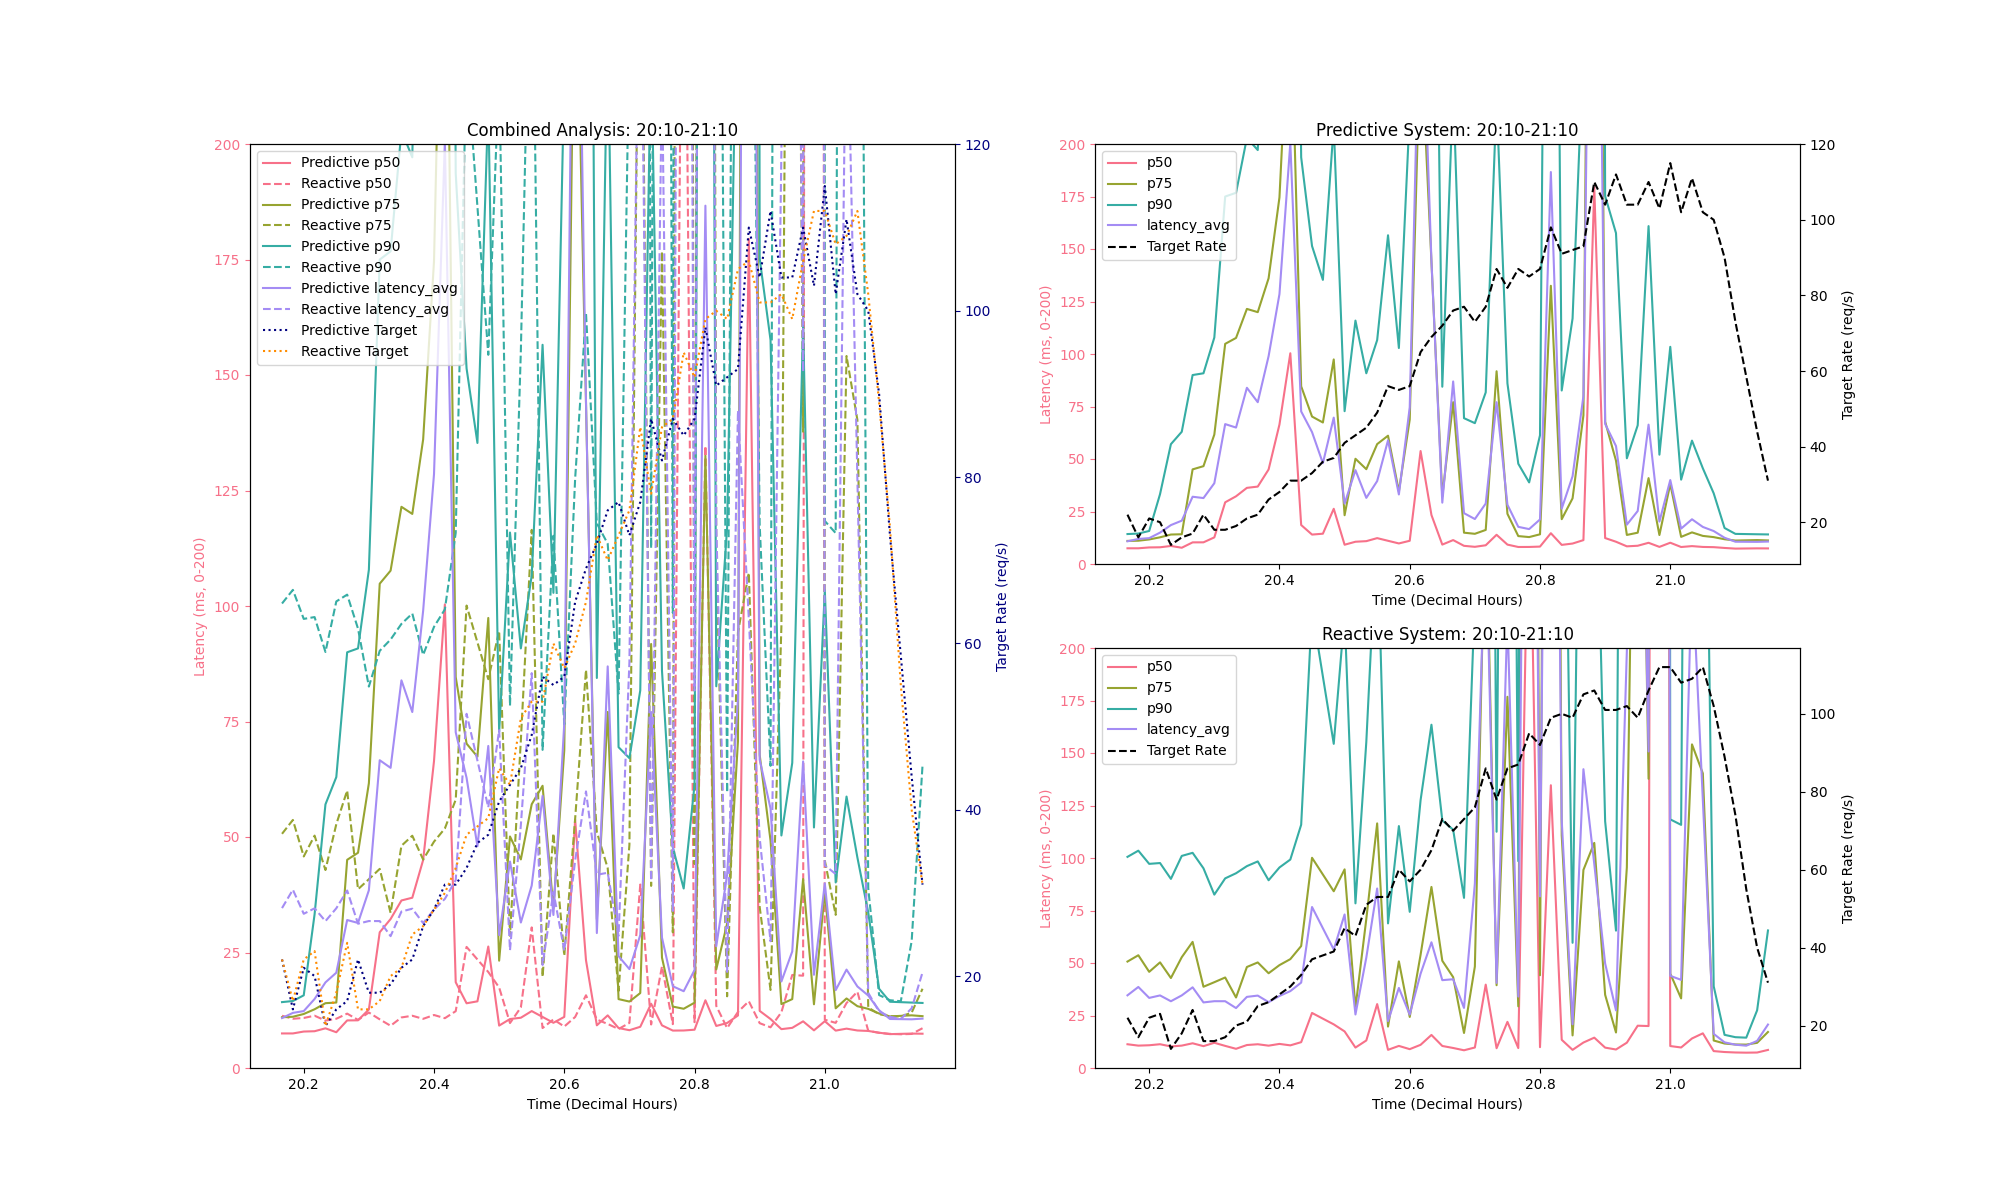 Combined Analysis: 20:10-21:10
200
175
150
125
100
75
50
25
0
Latency (ms, 0-200)
Predictive p50
Reactive p50
Predictive p75
Reactive p75
Predictive p90
Reactive p90
Predictive latency_avg
Reactive latency_avg
Predictive Target
Reactive Target
120
100
80
60
40
20
Target Rate (req/s)
20.2 20.4 20.6 20.8 21.0
Time (Decimal Hours)
Predictive System: 20:10-21:10
200
175
150
125
100
75
50
25
0
Latency (ms, 0-200)
p50
p75
p90
latency_avg
Target Rate
120
100
80
60
40
20
Target Rate (req/s)
20.2 20.4 20.6 20.8 21.0
Time (Decimal Hours)
Reactive System: 20:10-21:10
200
175
150
125
100
75
50
25
0
Latency (ms, 0-200)
p50
p75
p90
latency_avg
Target Rate
100
80
60
40
20
Target Rate (req/s)
20.2 20.4 20.6 20.8 21.0
Time (Decimal Hours)